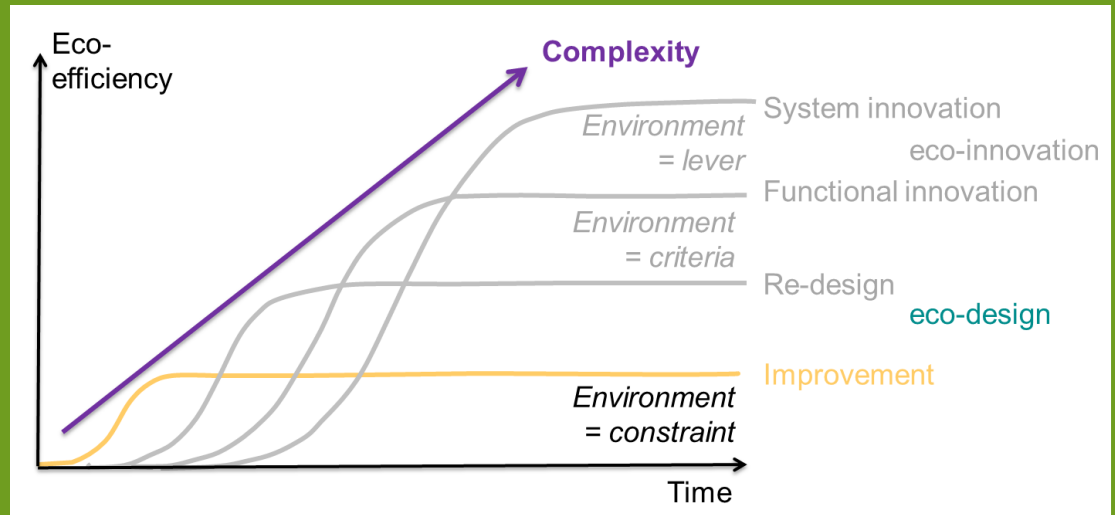 Eco-
efficiency
Complexity
System innovation
Environment
= lever
eco-innovation
Functional innovation
Environment
= criteria
Re-design
eco-design
Improvement
Environment
= constraint
Time